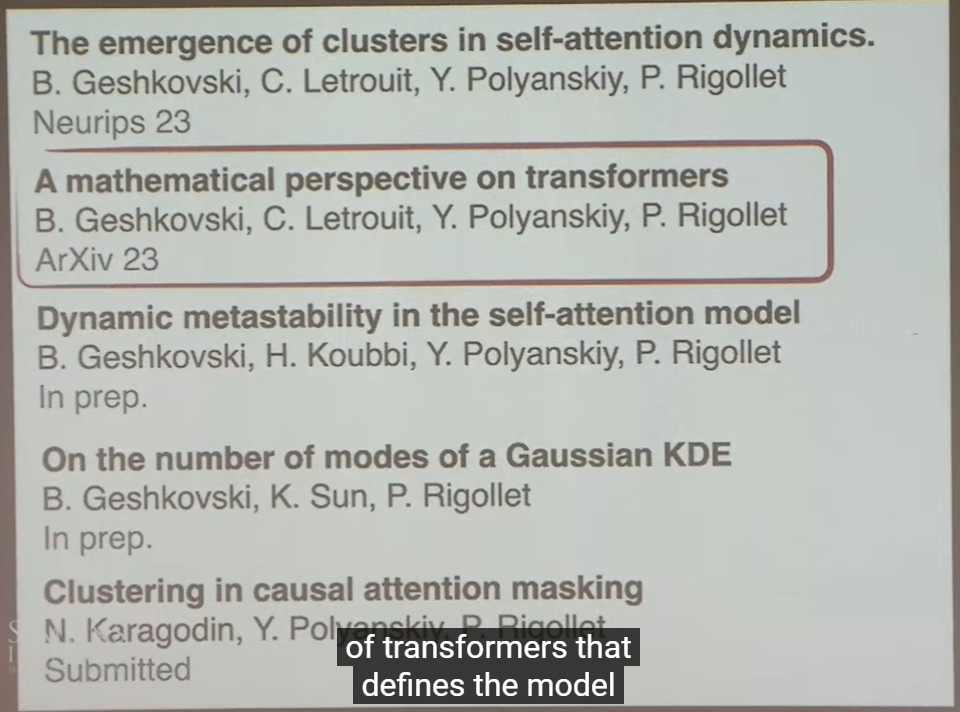 The emergence of clusters in self-attention dynamics.
B. Geshkovski, C. Letrouit, Y. Polyanskiy, P. Rigollet
Neurips 23
A mathematical perspective on transformers
B. Geshkovski, C. Letrouit, Y. Polyanskiy, P. Rigollet
ArXiv 23
Dynamic metastability in the self-attention model
B. Geshkovski, H. Koubbi, Y. Polyanskiy, P. Rigollet
In prep.
On the number of modes of a Gaussian KDE
B. Geshkovski, K. Sun, P. Rigollet
In prep.
Clustering in causal attention masking
N. Karagodin, Y. Polyanskiy, P. Rigollet
Submitted
of transformers that
defines the model